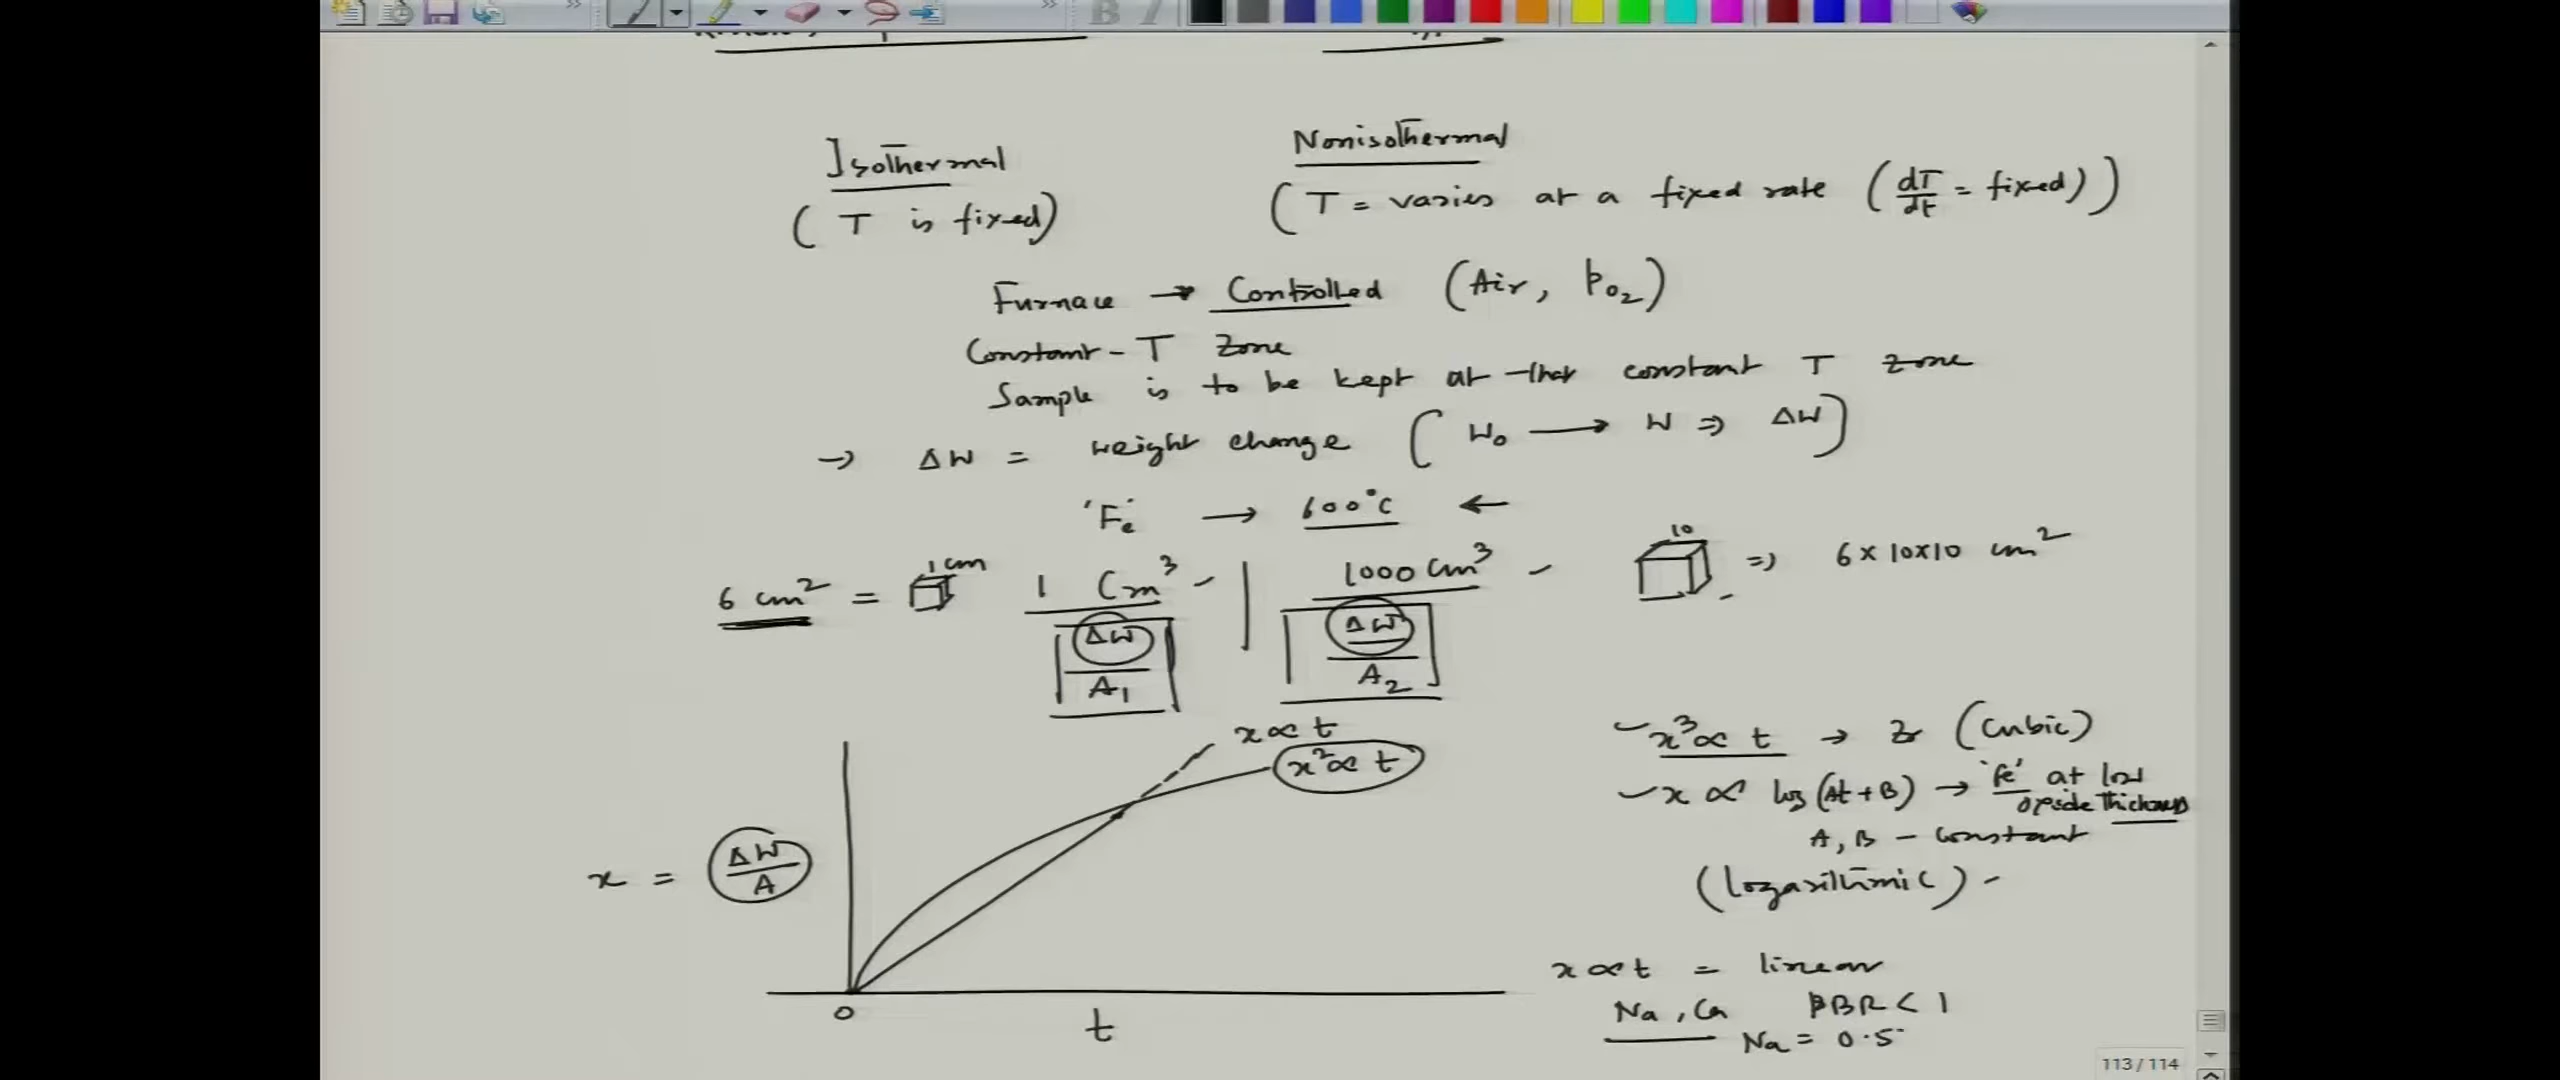 Isothermal
Nonisothermal
( T is fixed)
( T = varies at a fixed rate ( dT/dt = fixed) )
Furnace → Controlled (Air, pO2)
Constant - T Zone
Sample is to be kept at that constant T zone
→ ΔW = weight change ( W0 → W ⇒ ΔW )
'Fe' → 600°C ←
6 cm² = 1cm 1 Cm³ - | 1000 Cm³ - 10 ⇒ 6 x 10x10 cm²
ΔW/A1
ΔW/A2
x ∝ t
x² ∝ t
x³ ∝ t → Zr (Cubic)
x ∝ log (At + B) → 'Fe' at low
oxide thickness
A, B - Constant
(logarithmic) -
x = ΔW/A
0
t
x ∝ t = linear
Na, Ca PBR < 1
Na = 0.5
113 / 114